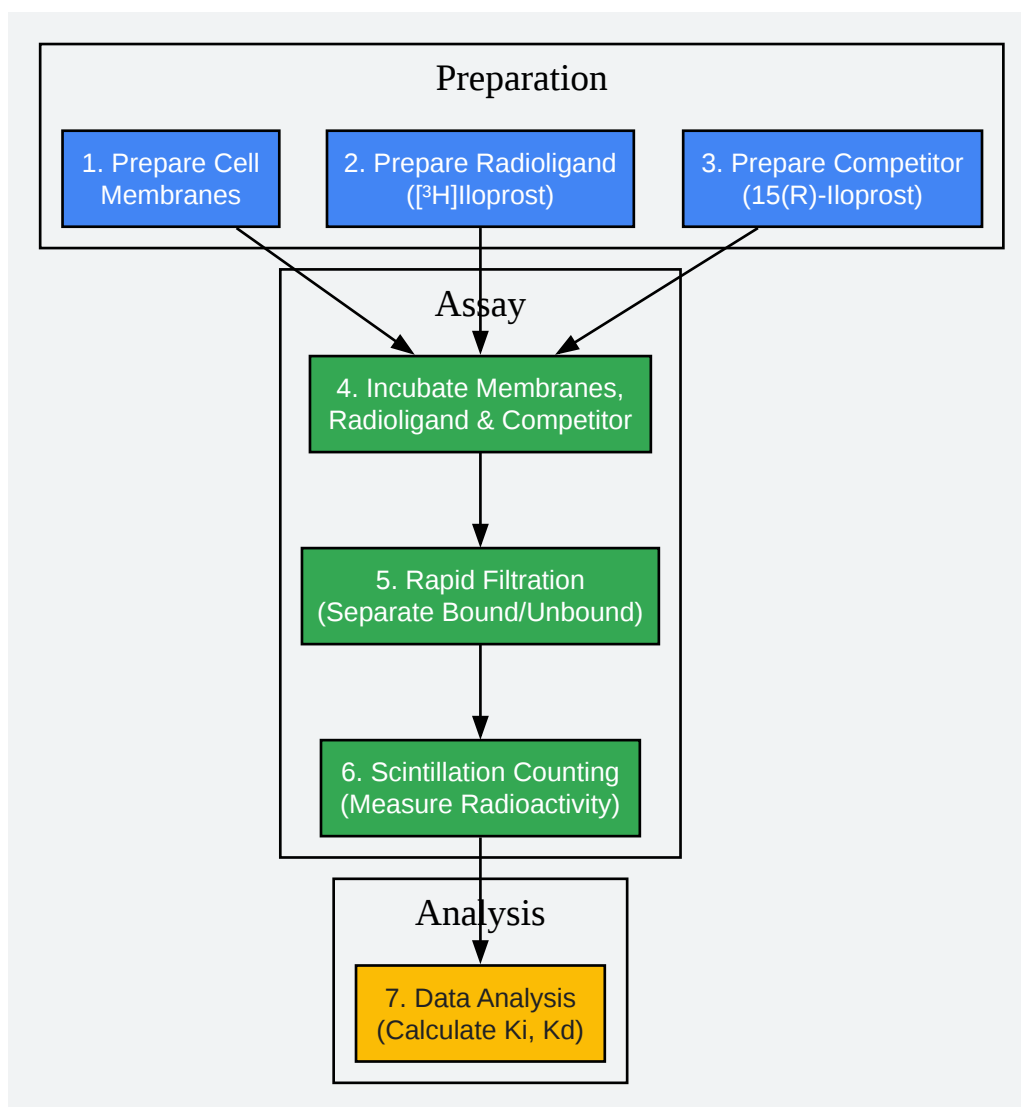 Preparation
1. Prepare Cell
Membranes
2. Prepare Radioligand
([³H]Iloprost)
3. Prepare Competitor
(15(R)-Iloprost)
Assay
4. Incubate Membranes,
Radioligand & Competitor
5. Rapid Filtration
(Separate Bound/Unbound)
6. Scintillation Counting
(Measure Radioactivity)
Analysis
7. Data Analysis
(Calculate Ki, Kd)